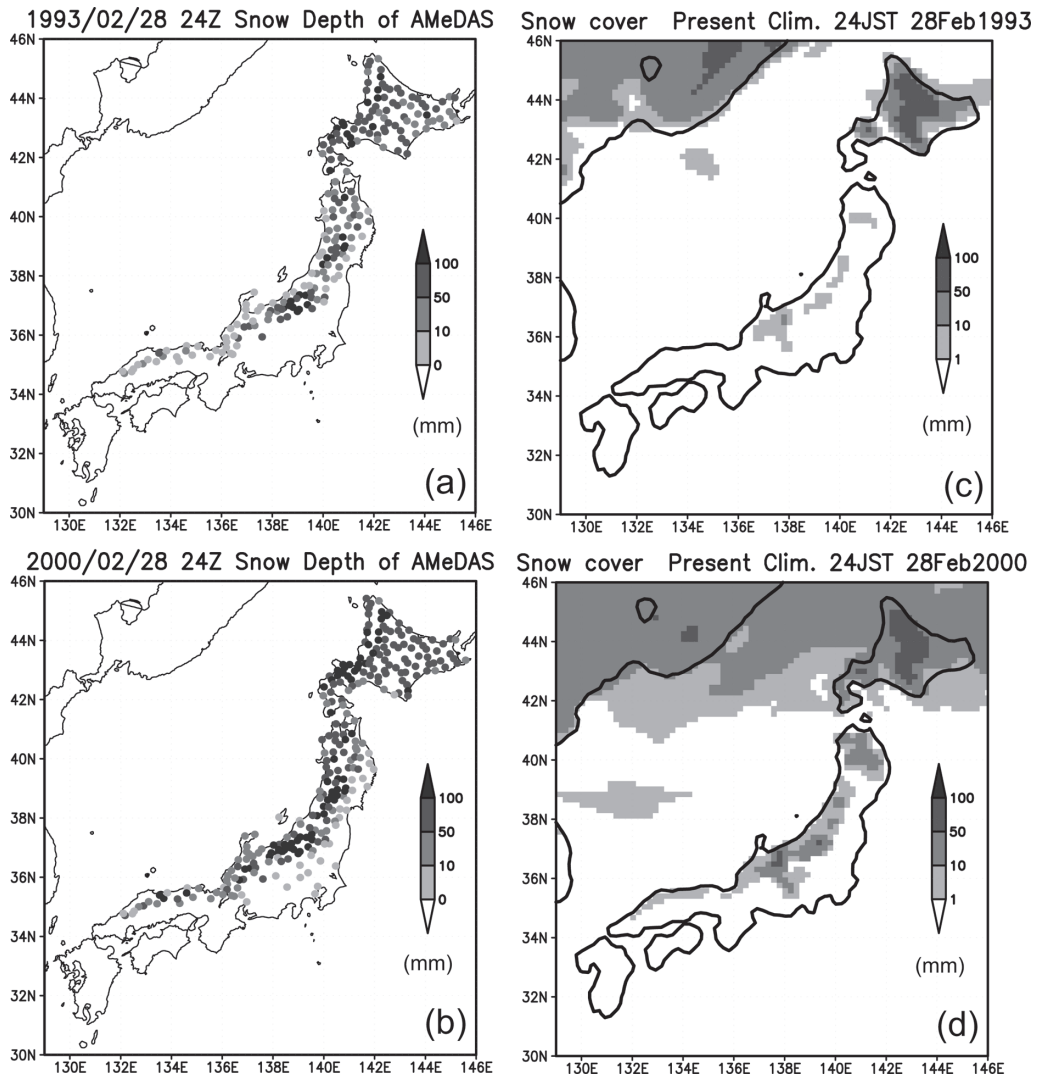 1993/02/28 24Z Snow Depth of AMeDAS
46N
44N
42N
40N
38N
36N
34N
32N
30N
130E 132E 134E 136E 138E 140E 142E 144E 146E
100
50
10
0
(mm)
(a)
Snow cover Present Clim. 24JST 28Feb1993
46N
44N
42N
40N
38N
36N
34N
32N
30N
130E 132E 134E 136E 138E 140E 142E 144E 146E
100
50
10
1
(mm)
(c)
2000/02/28 24Z Snow Depth of AMeDAS
46N
44N
42N
40N
38N
36N
34N
32N
30N
130E 132E 134E 136E 138E 140E 142E 144E 146E
100
50
10
0
(mm)
(b)
Snow cover Present Clim. 24JST 28Feb2000
46N
44N
42N
40N
38N
36N
34N
32N
30N
130E 132E 134E 136E 138E 140E 142E 144E 146E
100
50
10
1
(mm)
(d)